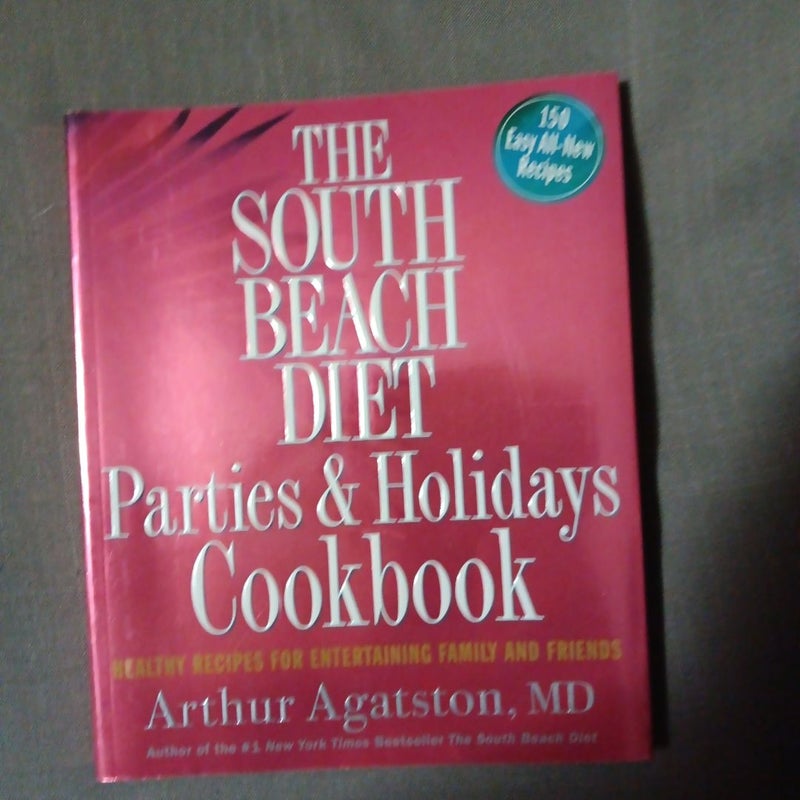 150
Easy All-New
Recipes
THE
SOUTH
BEACH
DIET
Parties & Holidays
Cookbook
HEALTHY RECIPES FOR ENTERTAINING FAMILY AND FRIENDS
Arthur Agatston, MD
Author of the #1 New York Times Bestseller The South Beach Diet